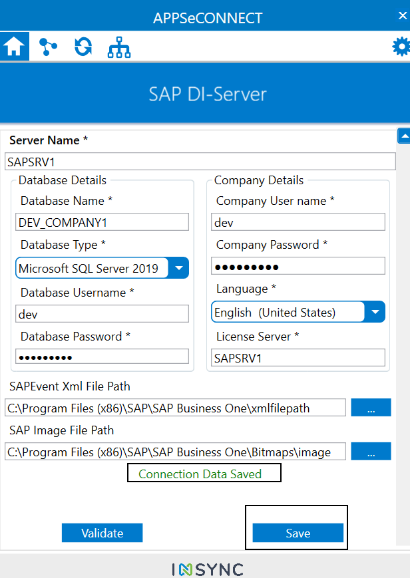 APPSeCONNECT
SAP DI-Server
Server Name *
SAPSRV1
Database Details
Database Name *
DEV_COMPANY1
Database Type *
Microsoft SQL Server 2019
Database Username *
dev
Database Password *
●●●●●●●●●
Company Details
Company User name *
dev
Company Password *
●●●●●●●●●
Language *
English (United States)
License Server *
SAPSRV1
SAPEvent Xml File Path
C:\Program Files (x86)\SAP\SAP Business One\xmlfilepath
...
SAP Image File Path
C:\Program Files (x86)\SAP\SAP Business One\Bitmaps\image
...
Connection Data Saved
Validate
Save
INSYNC